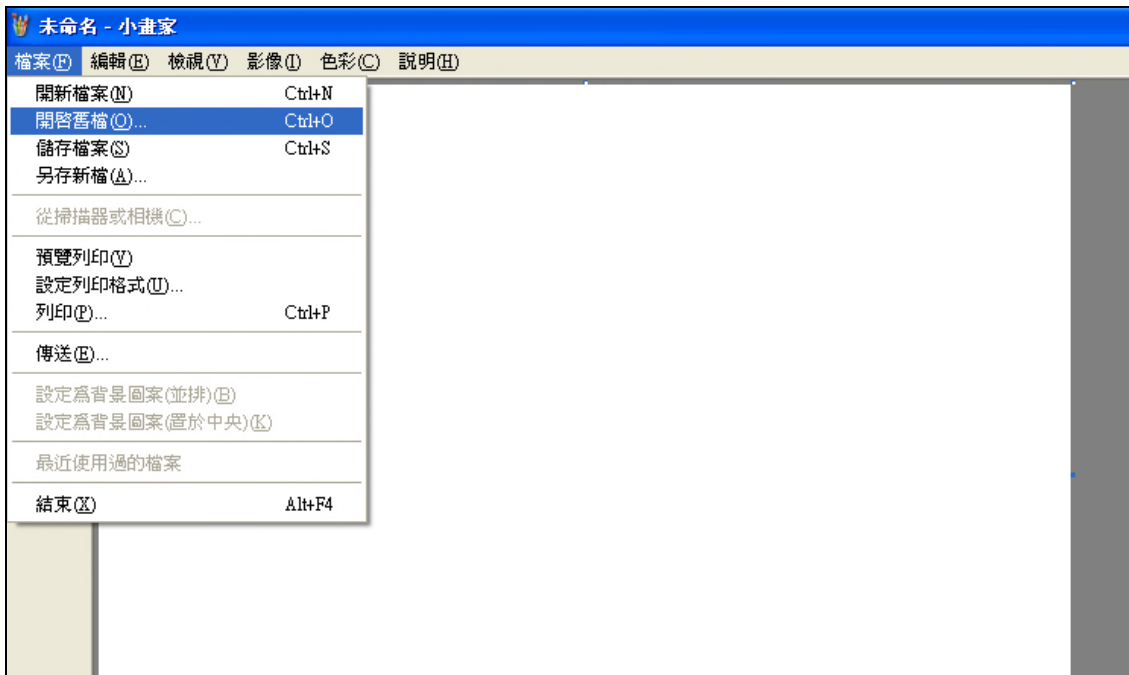 未命名 - 小畫家
檔案(F) 編輯(E) 檢視(V) 影像(I) 色彩(C) 說明(H)
開新檔案(N) Ctrl+N
開啓舊檔(O)... Ctrl+O
儲存檔案(S) Ctrl+S
另存新檔(A)...
從掃描器或相機(C)...
預覽列印(V)
設定列印格式(U)...
列印(P)... Ctrl+P
傳送(E)...
設定為背景圖案(並排)(B)
設定為背景圖案(置於中央)(K)
最近使用過的檔案
結束(X) Alt+F4